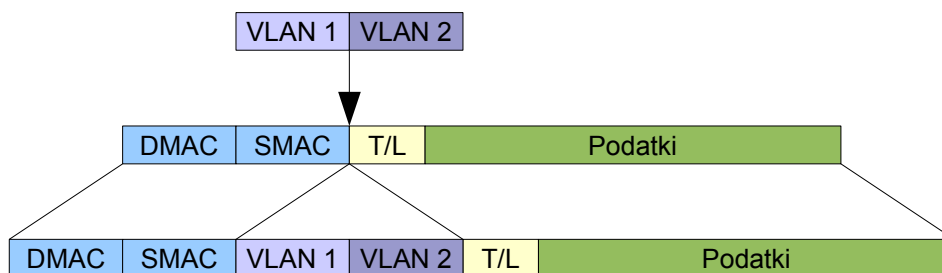 VLAN 1 VLAN 2
DMAC SMAC T/L Podatki
DMAC SMAC VLAN 1 VLAN 2 T/L Podatki